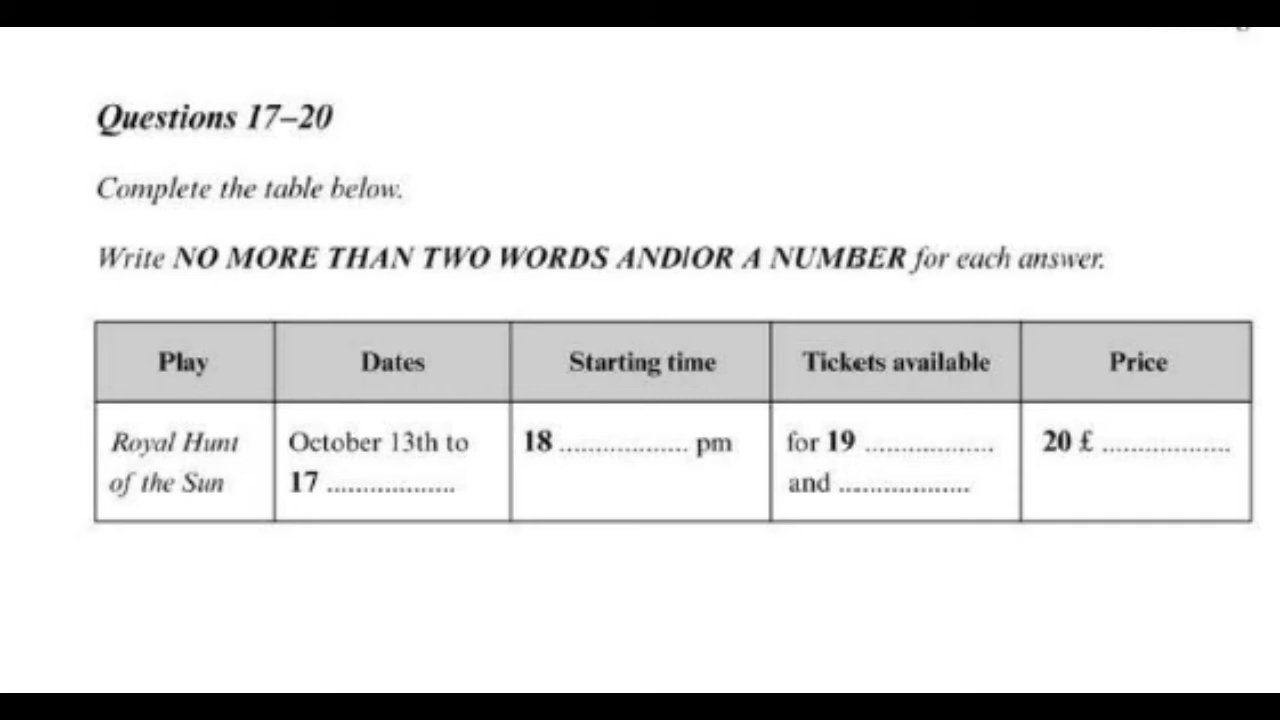 Questions 17–20
Complete the table below.
Write NO MORE THAN TWO WORDS AND/OR A NUMBER for each answer.
Play Dates Starting time Tickets available Price
Royal Hunt October 13th to 18 .................. pm for 19 .................. 20 £ ..................
of the Sun 17 .................. and ..................